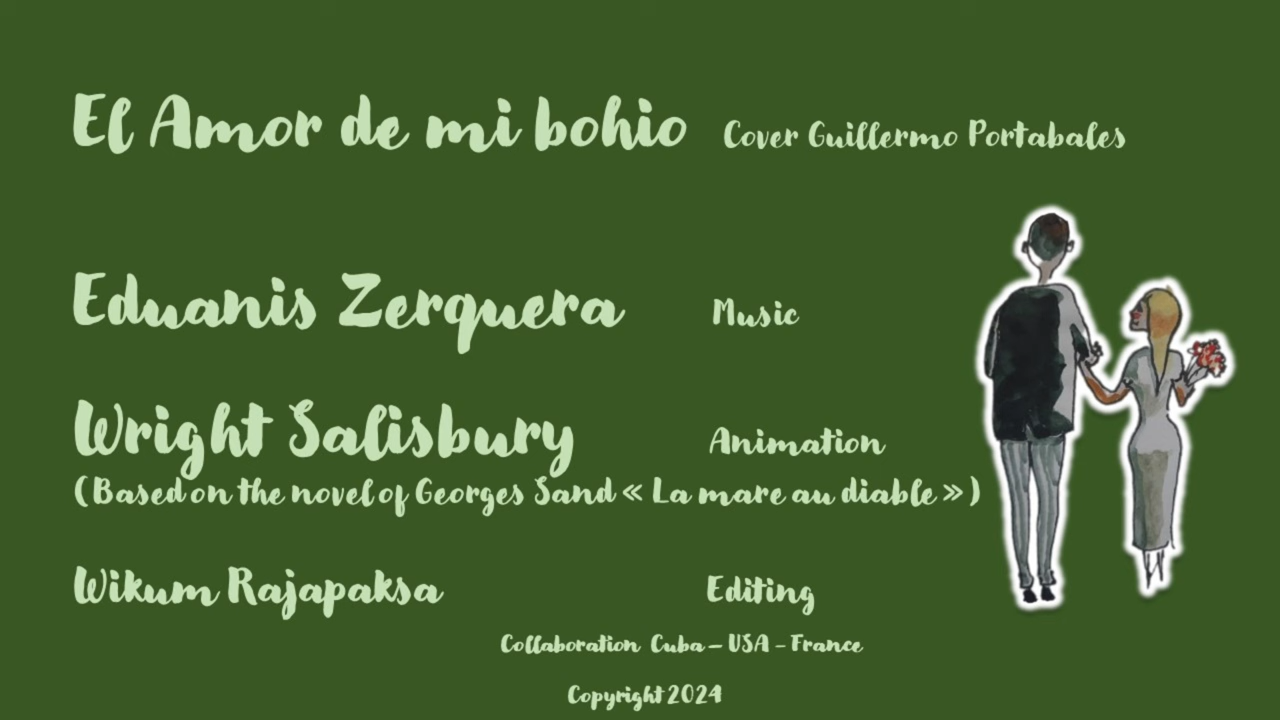 El Amor de mi bohio Cover Guillermo Portabales
Eduanis Zerquera Music
Wright Salisbury Animation
(Based on the novel of Georges Sand « La mare au diable »)
Wikum Rajapaksa Editing
Collaboration Cuba – USA – France
Copyright 2024